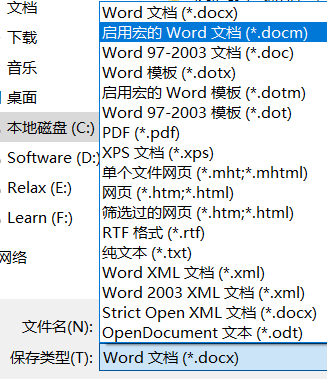 文档
下载
音乐
桌面
本地磁盘 (C:)
Software (D:)
Relax (E:)
Learn (F:)
网络
Word 文档 (*.docx)
启用宏的 Word 文档 (*.docm)
Word 97-2003 文档 (*.doc)
Word 模板 (*.dotx)
启用宏的 Word 模板 (*.dotm)
Word 97-2003 模板 (*.dot)
PDF (*.pdf)
XPS 文档 (*.xps)
单个文件网页 (*.mht;*.mhtml)
网页 (*.htm;*.html)
筛选过的网页 (*.htm;*.html)
RTF 格式 (*.rtf)
纯文本 (*.txt)
Word XML 文档 (*.xml)
Word 2003 XML 文档 (*.xml)
Strict Open XML 文档 (*.docx)
OpenDocument 文本 (*.odt)
文件名(N):
保存类型(T): Word 文档 (*.docx)